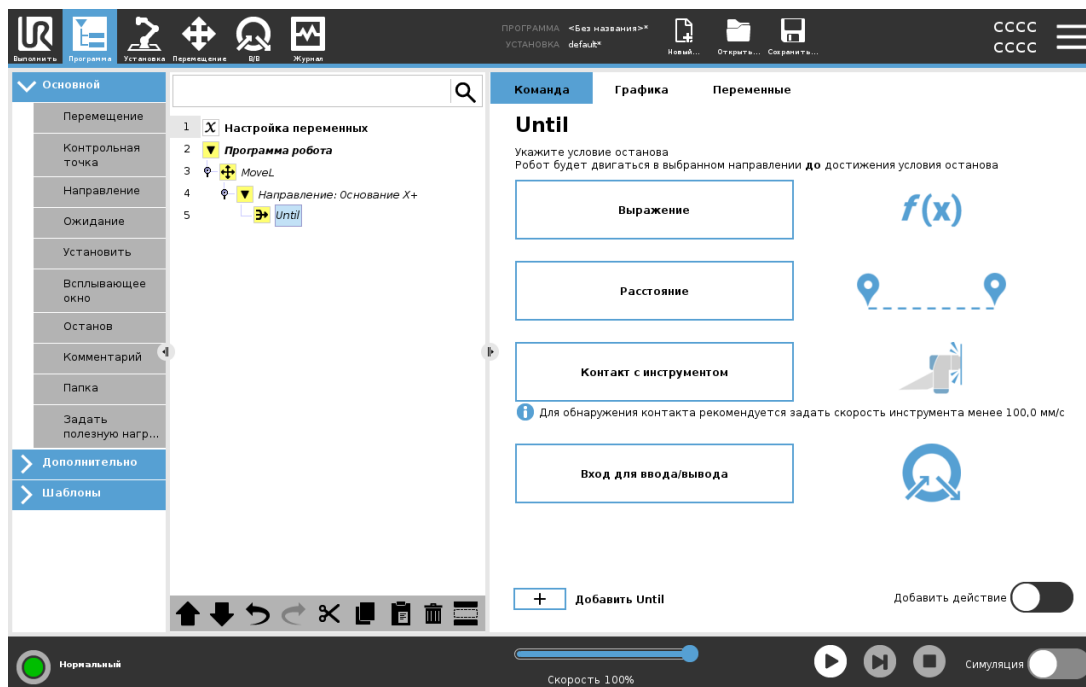 UR
ПРОГРАММА <Без названия>*
УСТАНОВКА default*
Выполнить Программа Установка Перемещение В/В Журнал
Новый... Открыть... Сохранить...
CCCC
CCCC
Основной
Перемещение
Контрольная
точка
Направление
Ожидание
Установить
Всплывающее
окно
Останов
Комментарий
Папка
Задать
полезную нагр...
Дополнительно
Шаблоны
1 X Настройка переменных
2 Программа робота
3 MoveL
4 Направление: Основание X+
5 Until
Команда Графика Переменные
Until
Укажите условие останова
Робот будет двигаться в выбранном направлении до достижения условия останова
Выражение f(x)
Расстояние
Контакт с инструментом
i Для обнаружения контакта рекомендуется задать скорость инструмента менее 100,0 мм/с
Вход для ввода/вывода
+ Добавить Until Добавить действие
Нормальный
Скорость 100%
Симуляция